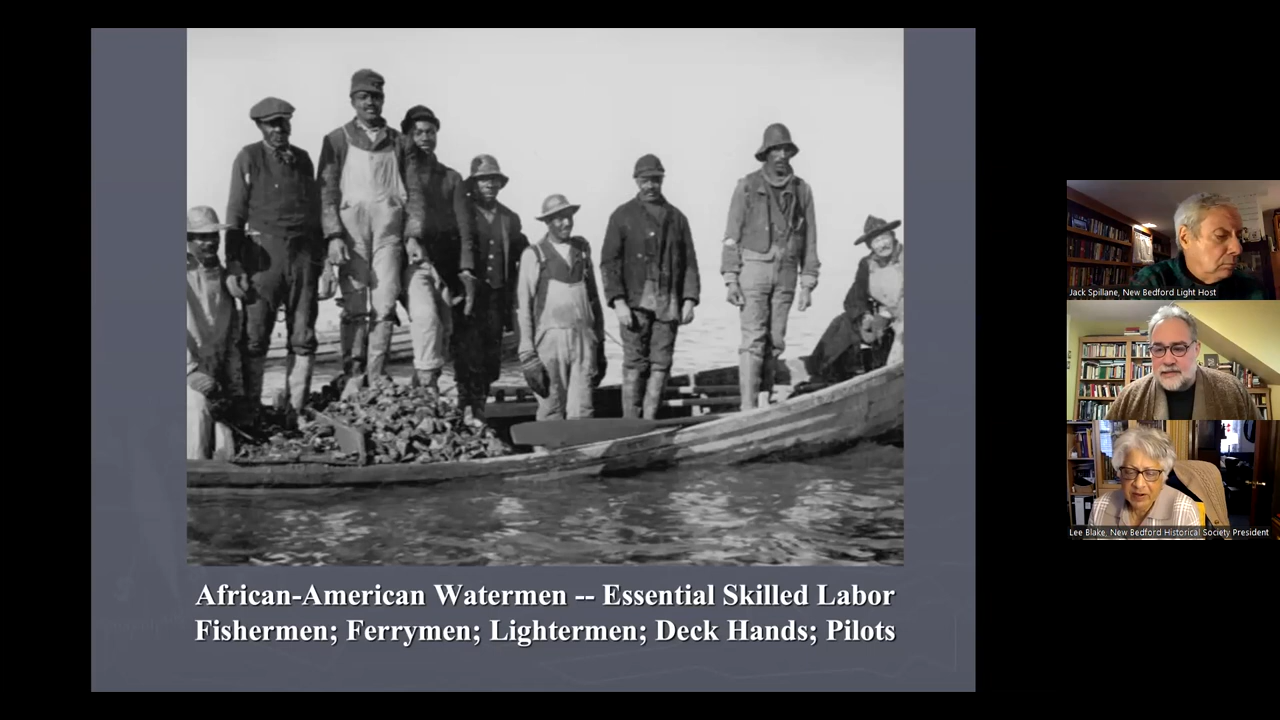 African-American Watermen -- Essential Skilled Labor
Fishermen; Ferrymen; Lightermen; Deck Hands; Pilots
Jack Spillane, New Bedford Light Host
Lee Blake, New Bedford Historical Society President